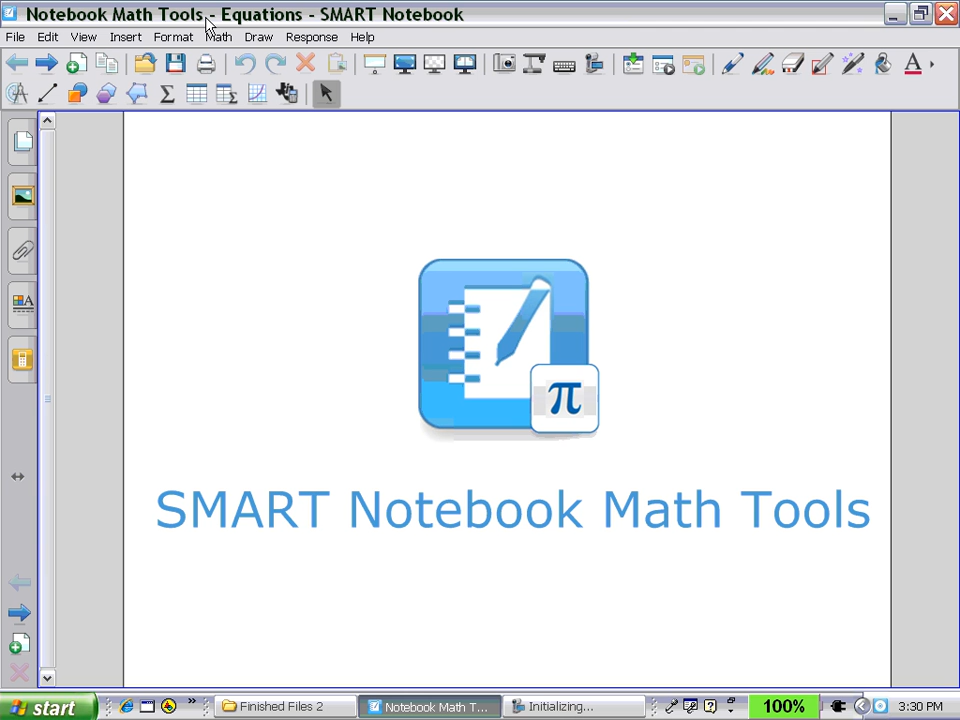 Notebook Math Tools - Equations - SMART Notebook
File Edit View Insert Format Math Draw Response Help
π
SMART Notebook Math Tools
start
Finished Files 2
Notebook Math T...
Initializing...
100%
3:30 PM